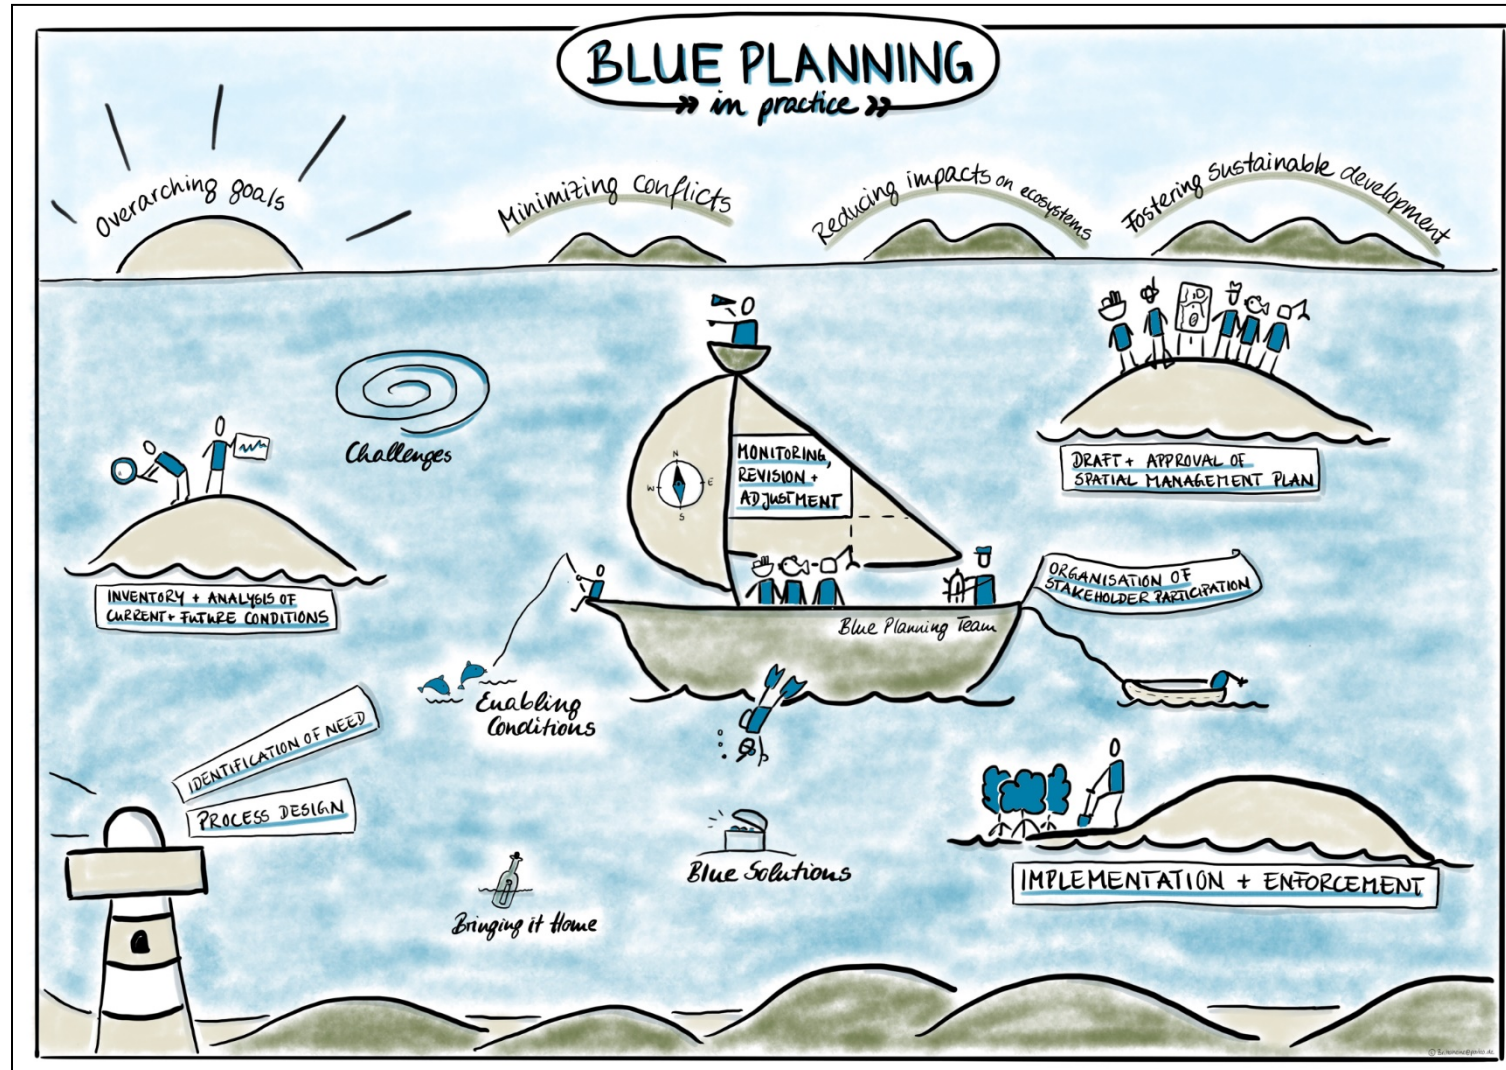 BLUE PLANNING
in practice
Overarching goals
Minimizing conflicts
Reducing impacts on ecosystems
Fostering sustainable development
Challenges
N
W
E
S
MONITORING,
REVISION +
ADJUSTMENT
DRAFT + APPROVAL OF
SPATIAL MANAGEMENT PLAN
INVENTORY + ANALYSIS OF
CURRENT + FUTURE CONDITIONS
ORGANISATION OF
STAKEHOLDER PARTICIPATION
Blue Planning Team
Enabling
Conditions
IDENTIFICATION OF NEED
PROCESS DESIGN
Blue Solutions
IMPLEMENTATION + ENFORCEMENT
Bringing it Home